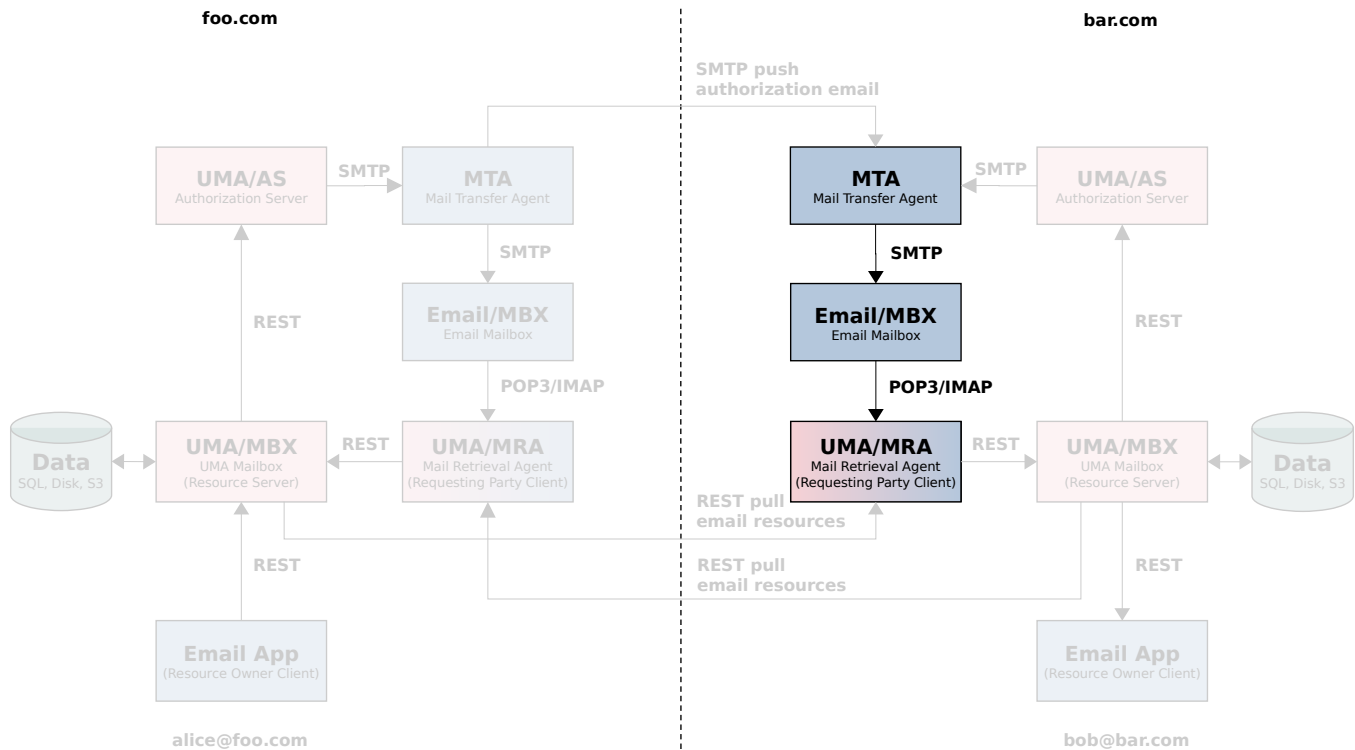 foo.com
bar.com
SMTP push
authorization email
UMA/AS
Authorization Server
SMTP
MTA
Mail Transfer Agent
MTA
Mail Transfer Agent
SMTP
UMA/AS
Authorization Server
SMTP
SMTP
REST
Email/MBX
Email Mailbox
Email/MBX
Email Mailbox
REST
POP3/IMAP
POP3/IMAP
Data
SQL, Disk, S3
UMA/MBX
UMA Mailbox
(Resource Server)
REST
UMA/MRA
Mail Retrieval Agent
(Requesting Party Client)
UMA/MRA
Mail Retrieval Agent
(Requesting Party Client)
REST
UMA/MBX
UMA Mailbox
(Resource Server)
Data
SQL, Disk, S3
REST pull
email resources
REST
REST pull
email resources
REST
Email App
(Resource Owner Client)
Email App
(Resource Owner Client)
alice@foo.com
bob@bar.com